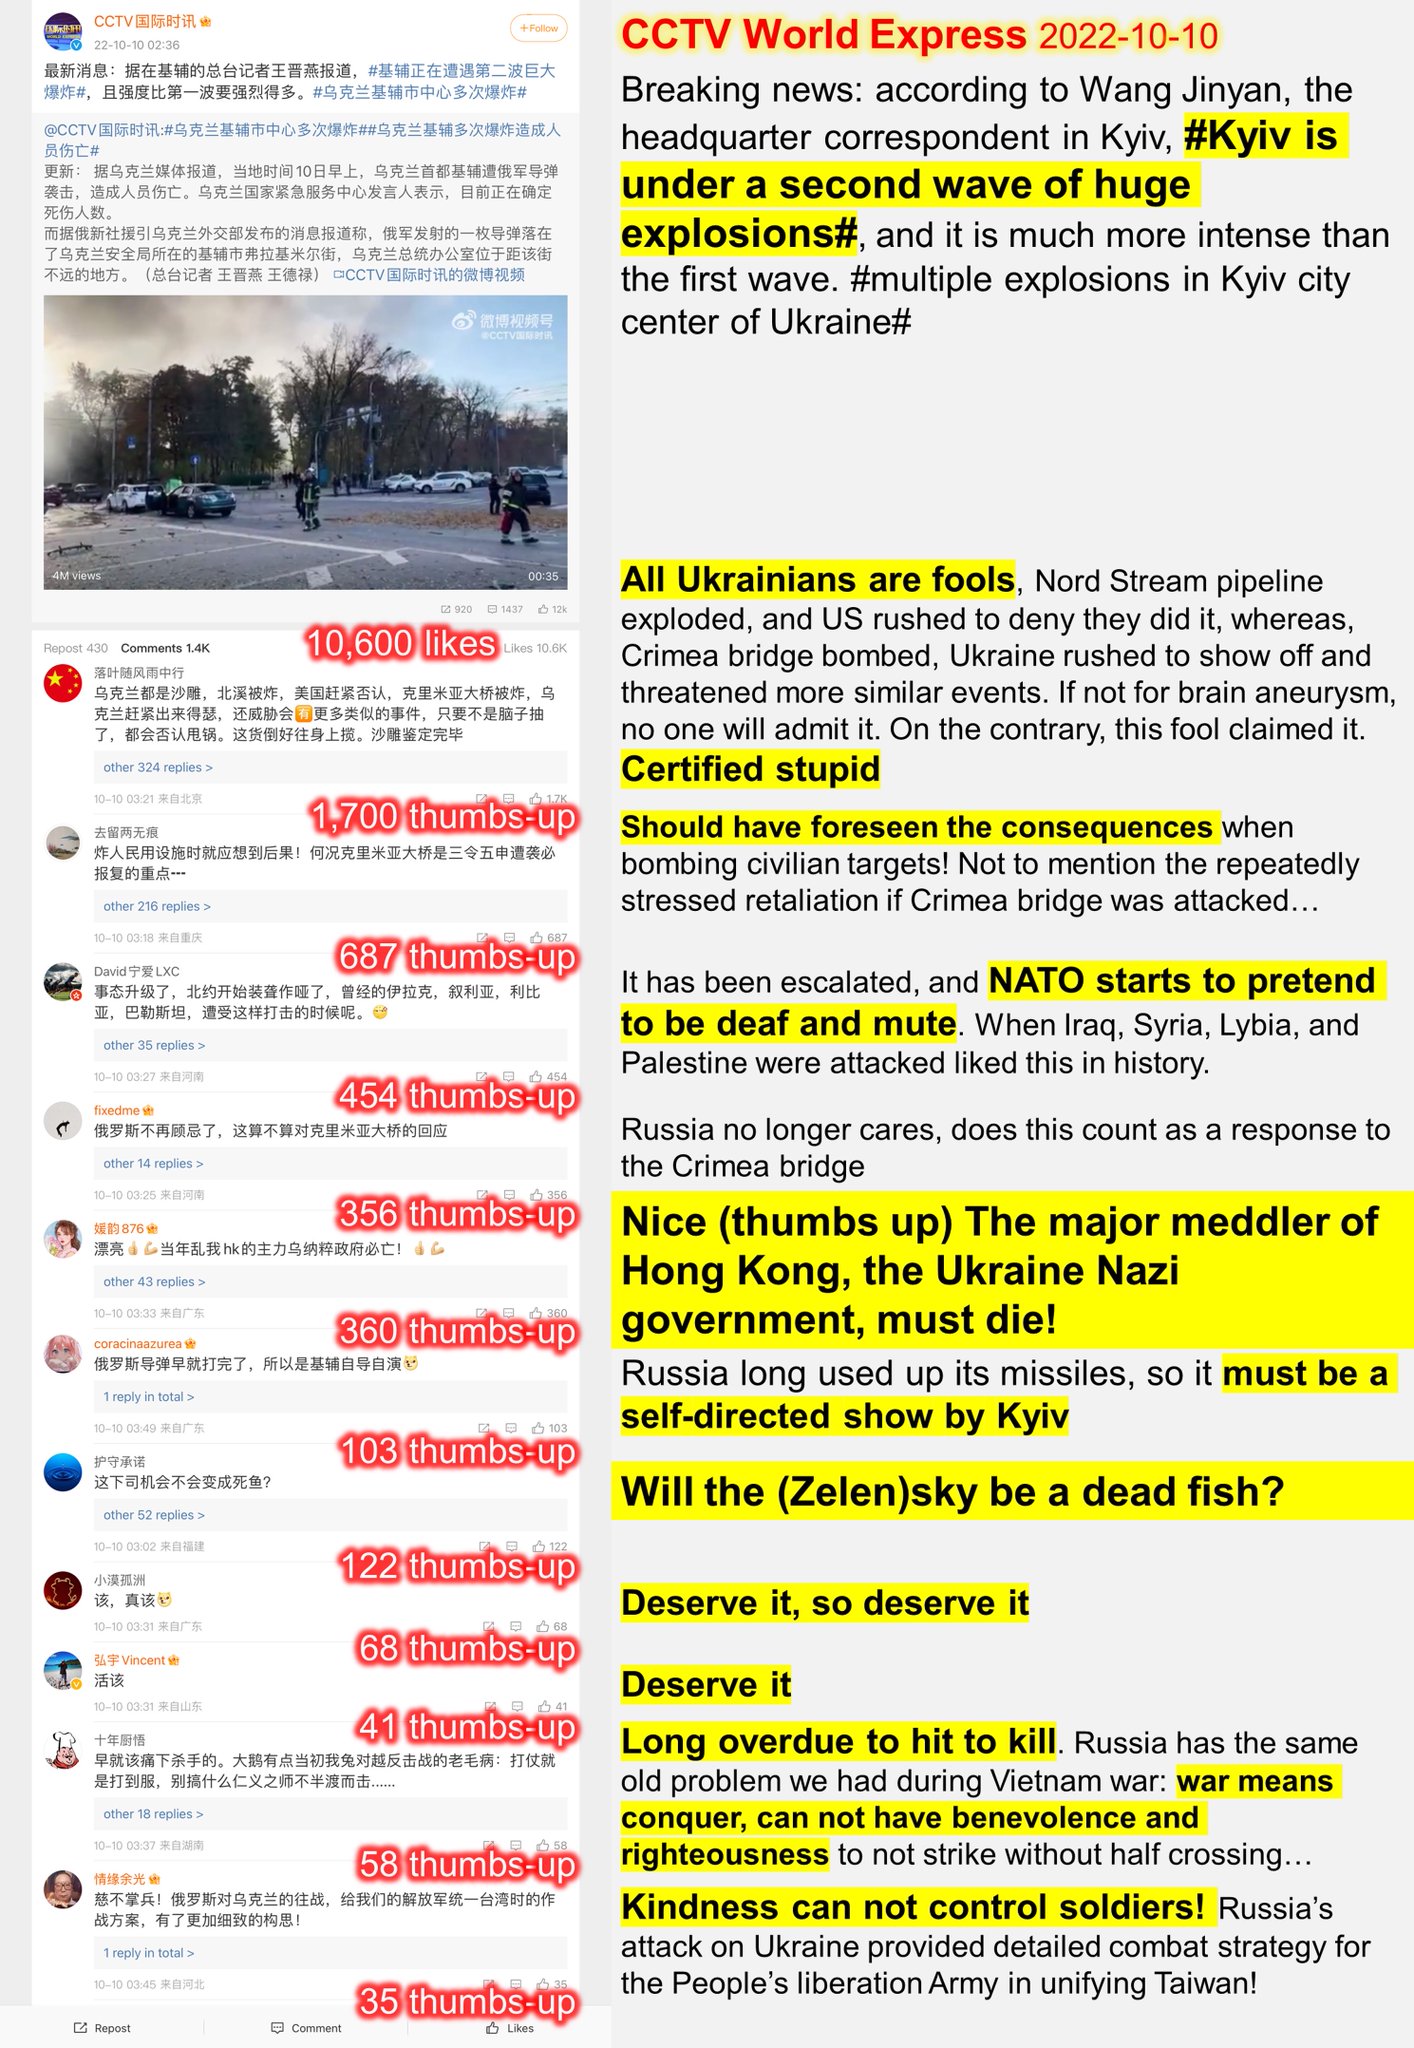 CCTV国际时讯
22-10-10 02:36
+Follow
最新消息：据在基辅的总台记者王晋燕报道，#基辅正在遭遇第二波巨大
爆炸#，且强度比第一波要强烈得多。#乌克兰基辅市中心多次爆炸#
@CCTV国际时讯:#乌克兰基辅市中心多次爆炸##乌克兰基辅多次爆炸造成人
员伤亡#
更新： 据乌克兰媒体报道，当地时间10日早上，乌克兰首都基辅遭俄军导弹
袭击，造成人员伤亡。乌克兰国家紧急服务中心发言人表示，目前正在确定
死伤人数。
而据俄新社援引乌克兰外交部发布的消息报道称，俄军发射的一枚导弹落在
了乌克兰安全局所在的基辅市弗拉基米尔街，乌克兰总统办公室位于距该街
不远的地方。（总台记者 王晋燕 王德禄） CCTV国际时讯的微博视频
微博视频号
@CCTV国际时讯
4M views
00:35
920 1437 12k
Repost 430 Comments 1.4K
10,600 likes
Likes 10.6K
落叶随风雨中行
乌克兰都是沙雕，北溪被炸，美国赶紧否认，克里米亚大桥被炸，乌
克兰赶紧出来得瑟，还威胁会🈶更多类似的事件，只要不是脑子抽
了，都会否认甩锅。这货倒好往身上揽。沙雕鉴定完毕
other 324 replies >
10-10 03:21 来自北京
1.7K
1,700 thumbs-up
去留两无痕
炸人民用设施时就应想到后果！何况克里米亚大桥是三令五申遭袭必
报复的重点---
other 216 replies >
10-10 03:18 来自重庆
687
687 thumbs-up
David宁爱LXC
事态升级了，北约开始装聋作哑了，曾经的伊拉克，叙利亚，利比
亚，巴勒斯坦，遭受这样打击的时候呢。
other 35 replies >
10-10 03:27 来自河南
454
454 thumbs-up
fixedme
俄罗斯不再顾忌了，这算不算对克里米亚大桥的回应
other 14 replies >
10-10 03:25 来自河南
356
356 thumbs-up
媛韵876
漂亮👍💪当年乱我hk的主力乌纳粹政府必亡！👍💪
other 43 replies >
10-10 03:33 来自广东
360
360 thumbs-up
coracinaazurea
俄罗斯导弹早就打完了，所以是基辅自导自演
1 reply in total >
10-10 03:49 来自广东
103
103 thumbs-up
护守承诺
这下司机会不会变成死鱼?
other 52 replies >
10-10 03:02 来自福建
122
122 thumbs-up
小漠孤洲
该，真该
10-10 03:31 来自广东
68
68 thumbs-up
弘宇Vincent
活该
10-10 03:31 来自山东
41
41 thumbs-up
十年厨悟
早就该痛下杀手的。大鹅有点当初我兔对越反击战的老毛病：打仗就
是打到服，别搞什么仁义之师不半渡而击......
other 18 replies >
10-10 03:37 来自湖南
58
58 thumbs-up
情缘余光
慈不掌兵！俄罗斯对乌克兰的往战，给我们的解放军统一台湾时的作
战方案，有了更加细致的构思！
1 reply in total >
10-10 03:45 来自河北
35
35 thumbs-up
Repost Comment Likes
CCTV World Express 2022-10-10
Breaking news: according to Wang Jinyan, the
headquarter correspondent in Kyiv, #Kyiv is
under a second wave of huge
explosions#, and it is much more intense than
the first wave. #multiple explosions in Kyiv city
center of Ukraine#
All Ukrainians are fools, Nord Stream pipeline
exploded, and US rushed to deny they did it, whereas,
Crimea bridge bombed, Ukraine rushed to show off and
threatened more similar events. If not for brain aneurysm,
no one will admit it. On the contrary, this fool claimed it.
Certified stupid
Should have foreseen the consequences when
bombing civilian targets! Not to mention the repeatedly
stressed retaliation if Crimea bridge was attacked…
It has been escalated, and NATO starts to pretend
to be deaf and mute. When Iraq, Syria, Lybia, and
Palestine were attacked liked this in history.
Russia no longer cares, does this count as a response to
the Crimea bridge
Nice (thumbs up) The major meddler of
Hong Kong, the Ukraine Nazi
government, must die!
Russia long used up its missiles, so it must be a
self-directed show by Kyiv
Will the (Zelen)sky be a dead fish?
Deserve it, so deserve it
Deserve it
Long overdue to hit to kill. Russia has the same
old problem we had during Vietnam war: war means
conquer, can not have benevolence and
righteousness to not strike without half crossing…
Kindness can not control soldiers! Russia's
attack on Ukraine provided detailed combat strategy for
the People's liberation Army in unifying Taiwan!